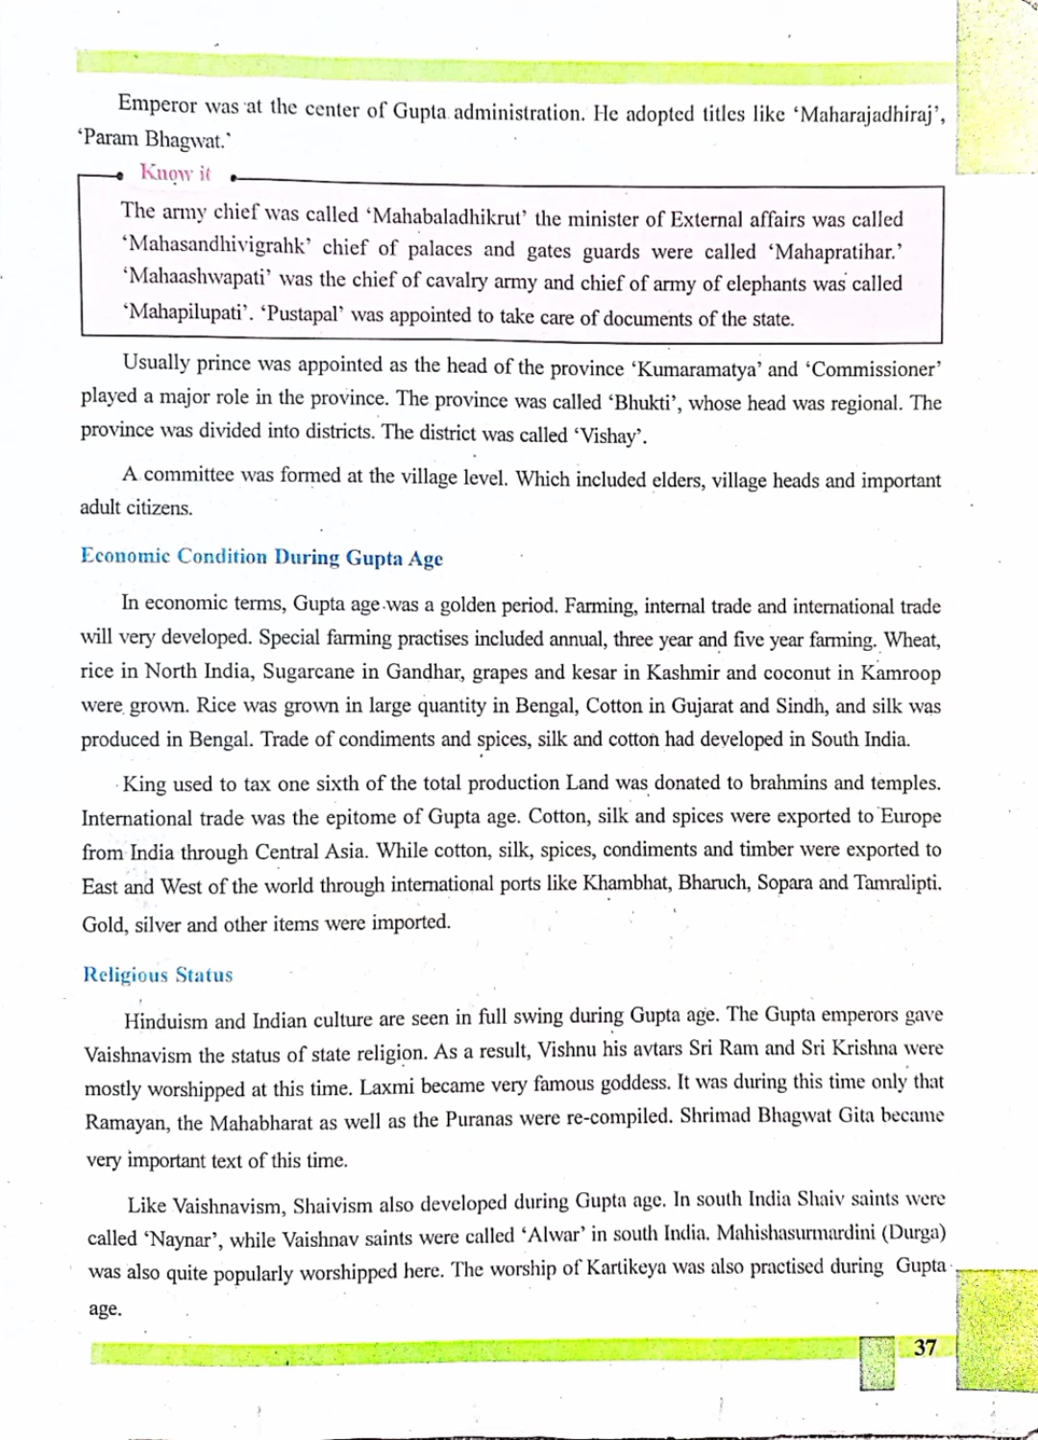 Emperor was at the center of Gupta administration. He adopted titles like ‘Maharajadhiraj’,
‘Param Bhagwat.’
Know it
The army chief was called ‘Mahabaladhikrut’ the minister of External affairs was called
‘Mahasandhivigrahk’ chief of palaces and gates guards were called ‘Mahapratihar.’
‘Mahaashwapati’ was the chief of cavalry army and chief of army of elephants was called
‘Mahapilupati’. ‘Pustapal’ was appointed to take care of documents of the state.
Usually prince was appointed as the head of the province ‘Kumaramatya’ and ‘Commissioner’
played a major role in the province. The province was called ‘Bhukti’, whose head was regional. The
province was divided into districts. The district was called ‘Vishay’.
A committee was formed at the village level. Which included elders, village heads and important
adult citizens.
Economic Condition During Gupta Age
In economic terms, Gupta age was a golden period. Farming, internal trade and international trade
will very developed. Special farming practises included annual, three year and five year farming. Wheat,
rice in North India, Sugarcane in Gandhar, grapes and kesar in Kashmir and coconut in Kamroop
were grown. Rice was grown in large quantity in Bengal, Cotton in Gujarat and Sindh, and silk was
produced in Bengal. Trade of condiments and spices, silk and cotton had developed in South India.
King used to tax one sixth of the total production Land was donated to brahmins and temples.
International trade was the epitome of Gupta age. Cotton, silk and spices were exported to Europe
from India through Central Asia. While cotton, silk, spices, condiments and timber were exported to
East and West of the world through international ports like Khambhat, Bharuch, Sopara and Tamralipti.
Gold, silver and other items were imported.
Religious Status
Hinduism and Indian culture are seen in full swing during Gupta age. The Gupta emperors gave
Vaishnavism the status of state religion. As a result, Vishnu his avtars Sri Ram and Sri Krishna were
mostly worshipped at this time. Laxmi became very famous goddess. It was during this time only that
Ramayan, the Mahabharat as well as the Puranas were re-compiled. Shrimad Bhagwat Gita became
very important text of this time.
Like Vaishnavism, Shaivism also developed during Gupta age. In south India Shaiv saints were
called ‘Naynar’, while Vaishnav saints were called ‘Alwar’ in south India. Mahishasurmardini (Durga)
was also quite popularly worshipped here. The worship of Kartikeya was also practised during Gupta
age.
37